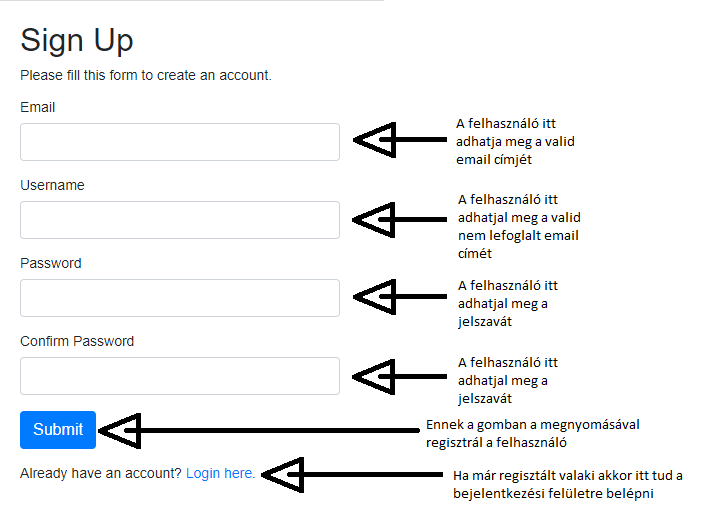 Sign Up
Please fill this form to create an account.
Email
A felhasználó itt
adhatja meg a valid
email címjét
Username
A felhasználó itt
adhatjal meg a valid
nem lefoglalt email
címét
Password
A felhasználó itt
adhatjal meg a
jelszavát
Confirm Password
A felhasználó itt
adhatjal meg a
jelszavát
Submit
Ennek a gomban a megnyomásával
regisztrál a felhasználó
Already have an account? Login here.
Ha már regisztált valaki akkor itt tud a
bejelentkezési felületre belépni